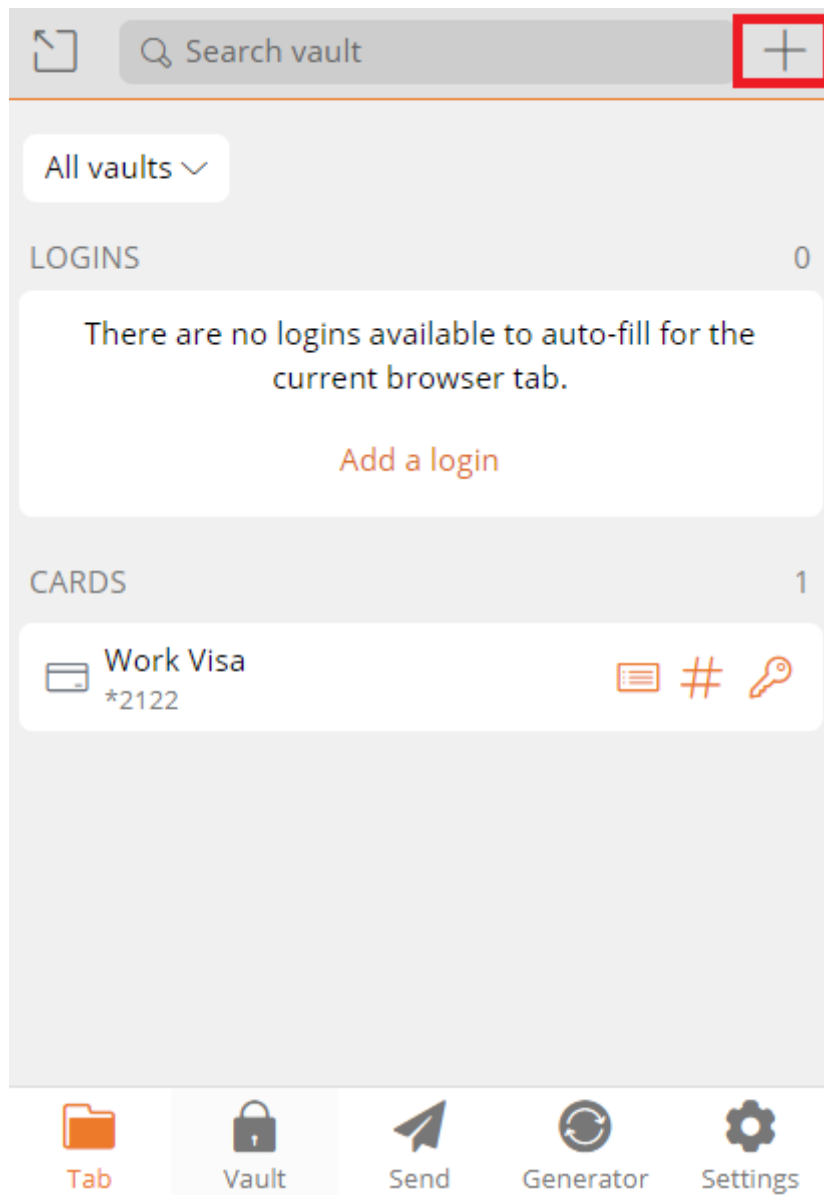 Search vault
All vaults
LOGINS 0
There are no logins available to auto-fill for the
current browser tab.
Add a login
CARDS 1
Work Visa
*2122
Tab Vault Send Generator Settings